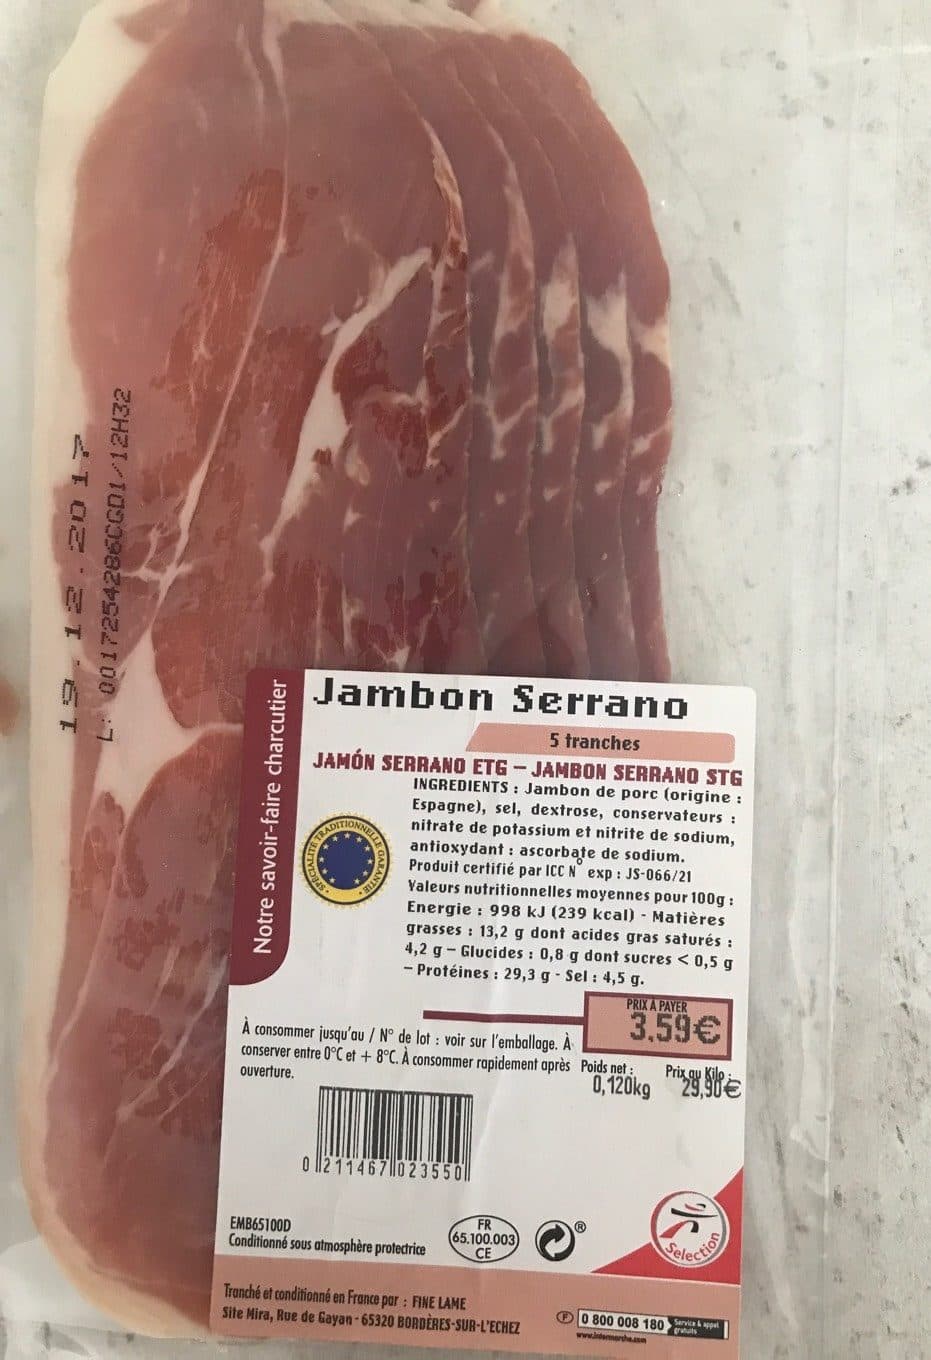 19.12.2017
L: 0017254286CGD1/12H32
Notre savoir-faire charcutier
Jambon Serrano
5 tranches
JAMÓN SERRANO ETG – JAMBON SERRANO STG
SPÉCIALITÉ TRADITIONNELLE GARANTIE
INGREDIENTS : Jambon de porc (origine :
Espagne), sel, dextrose, conservateurs :
nitrate de potassium et nitrite de sodium,
antioxydant : ascorbate de sodium.
Produit certifié par ICC N° exp : JS-066/21
Valeurs nutritionnelles moyennes pour 100g :
Energie : 998 kJ (239 kcal) - Matières
grasses : 13,2 g dont acides gras saturés :
4,2 g – Glucides : 0,8 g dont sucres < 0,5 g
– Protéines : 29,3 g - Sel : 4,5 g.
PRIX À PAYER
3,59€
À consommer jusqu'au / N° de lot : voir sur l'emballage. À
conserver entre 0°C et + 8°C. À consommer rapidement après
ouverture.
Poids net :
0,120kg
Prix au Kilo :
29,90€
0 211467 023550
EMB65100D
Conditionné sous atmosphère protectrice
FR
65.100.003
CE
®
Sélection
Tranché et conditionné en France par : FINE LAME
Site Mira, Rue de Gayan - 65320 BORDÈRES-SUR-L'ECHEZ
P 0 800 008 180 Service & appel
gratuits
www.intermarche.com